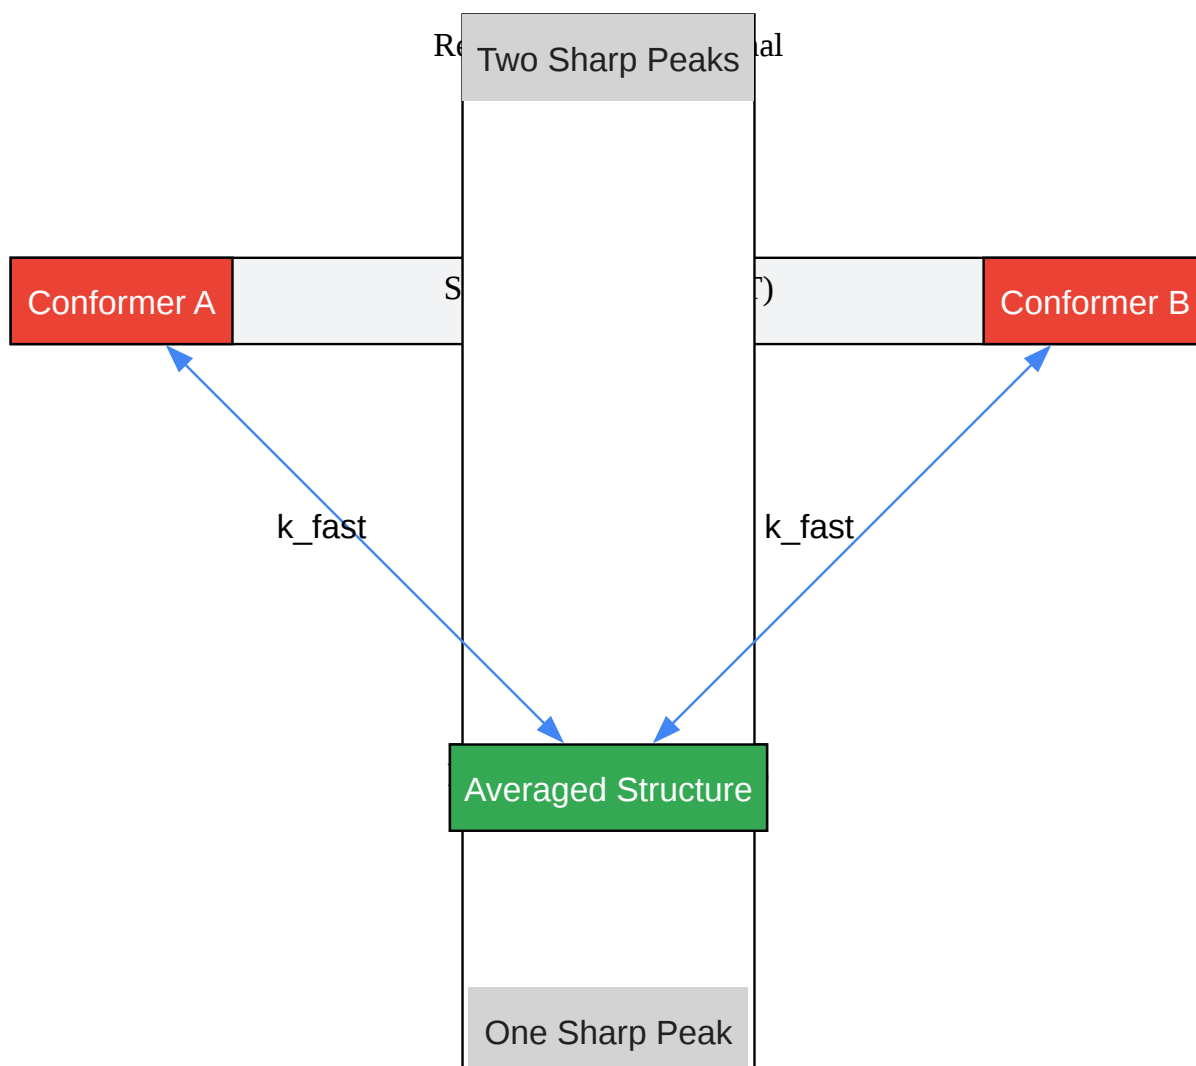 Two Sharp Peaks
Conformer A
Conformer B
k_fast
k_fast
Averaged Structure
One Sharp Peak